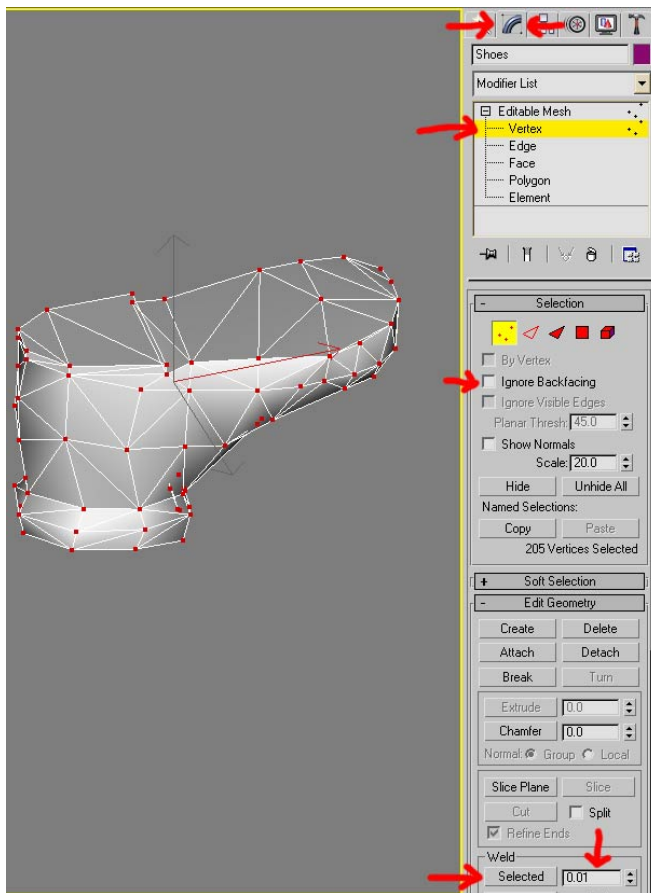 Shoes
Modifier List
Editable Mesh
Vertex
Edge
Face
Polygon
Element
- Selection
By Vertex
Ignore Backfacing
Ignore Visible Edges
Planar Thresh: 45.0
Show Normals
Scale: 20.0
Hide Unhide All
Named Selections:
Copy Paste
205 Vertices Selected
+ Soft Selection
- Edit Geometry
Create Delete
Attach Detach
Break Turn
Extrude 0.0
Chamfer 0.0
Normal: Group Local
Slice Plane Slice
Cut Split
Refine Ends
Weld
Selected 0.01